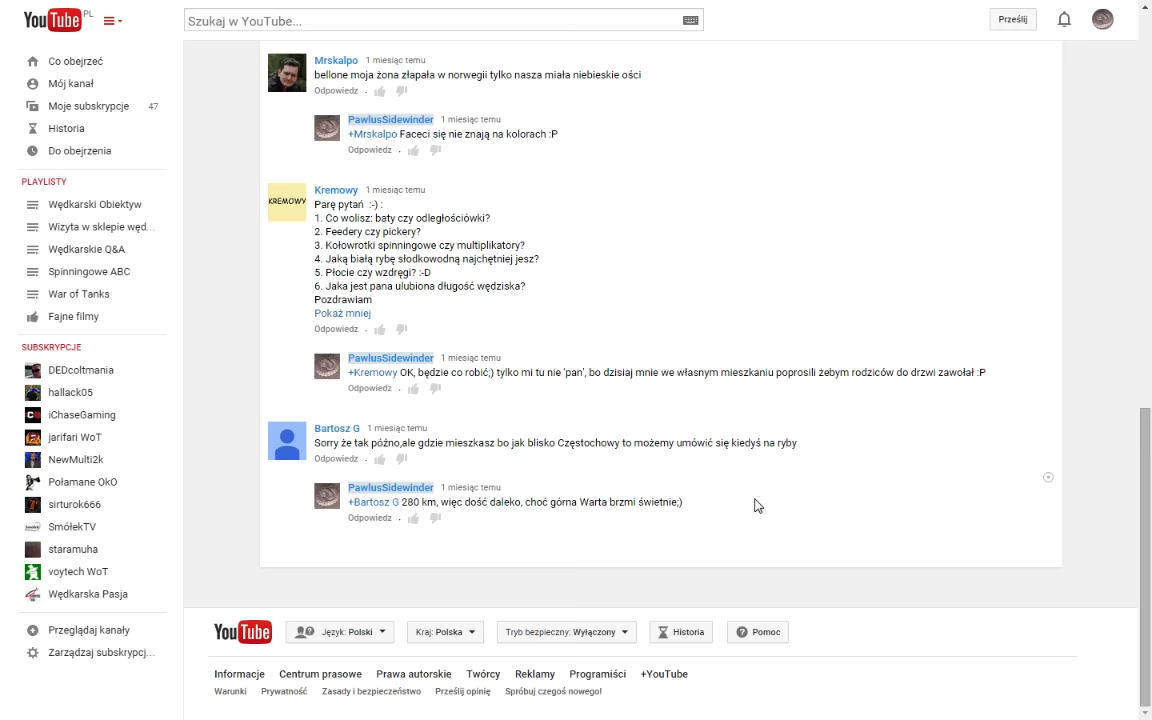 YouTube PL
Szukaj w YouTube...
Prześlij
Co obejrzeć
Mój kanał
Moje subskrypcje 47
Historia
Do obejrzenia
PLAYLISTY
Wędkarski Obiektyw
Wizyta w sklepie węd...
Wędkarskie Q&A
Spinningowe ABC
War of Tanks
Fajne filmy
SUBSKRYPCJE
DEDcoltmania
hallack05
iChaseGaming
jarifari WoT
NewMulti2k
Połamane OkO
sirturok666
SmółekTV
staramuha
voytech WoT
Wędkarska Pasja
Przeglądaj kanały
Zarządzaj subskrypcj...
Mrskalpo 1 miesiąc temu
bellone moja żona złapała w norwegii tylko nasza miała niebieskie ości
Odpowiedz
PawlusSidewinder 1 miesiąc temu
+Mrskalpo Faceci się nie znają na kolorach :P
Odpowiedz
KREMOWY
Kremowy 1 miesiąc temu
Parę pytań :-) :
1. Co wolisz: baty czy odległościówki?
2. Feedery czy pickery?
3. Kołowrotki spinningowe czy multiplikatory?
4. Jaką białą rybę słodkowodną najchętniej jesz?
5. Płocie czy wzdręgi? :-D
6. Jaka jest pana ulubiona długość wędziska?
Pozdrawiam
Pokaż mniej
Odpowiedz
PawlusSidewinder 1 miesiąc temu
+Kremowy OK, będzie co robić;) tylko mi tu nie 'pan', bo dzisiaj mnie we własnym mieszkaniu poprosili żebym rodziców do drzwi zawołał :P
Odpowiedz
Bartosz G 1 miesiąc temu
Sorry że tak późno,ale gdzie mieszkasz bo jak blisko Częstochowy to możemy umówić się kiedyś na ryby
Odpowiedz
PawlusSidewinder 1 miesiąc temu
+Bartosz G 280 km, więc dość daleko, choć górna Warta brzmi świetnie;)
Odpowiedz
YouTube Język: Polski Kraj: Polska Tryb bezpieczny: Wyłączony Historia Pomoc
Informacje Centrum prasowe Prawa autorskie Twórcy Reklamy Programiści +YouTube
Warunki Prywatność Zasady i bezpieczeństwo Prześlij opinię Spróbuj czegoś nowego!